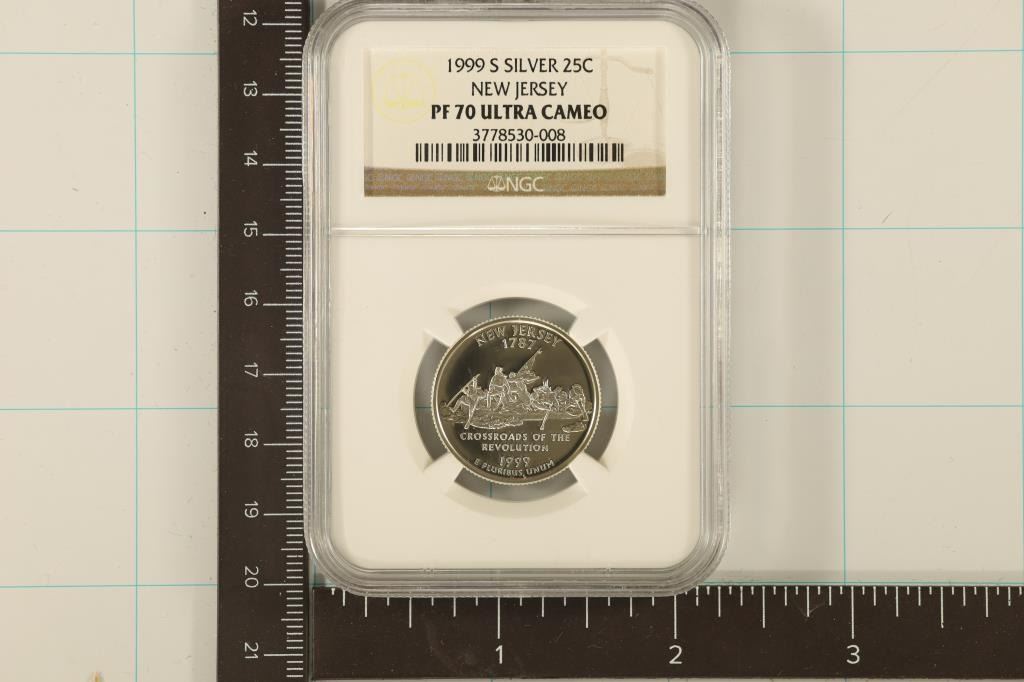 1999 S SILVER 25C
NEW JERSEY
PF 70 ULTRA CAMEO
3778530-008
NGC
NEW JERSEY
1787
CROSSROADS OF THE
REVOLUTION
1999
E PLURIBUS UNUM
12
13
14
15
16
17
18
19
20
21
1 2 3